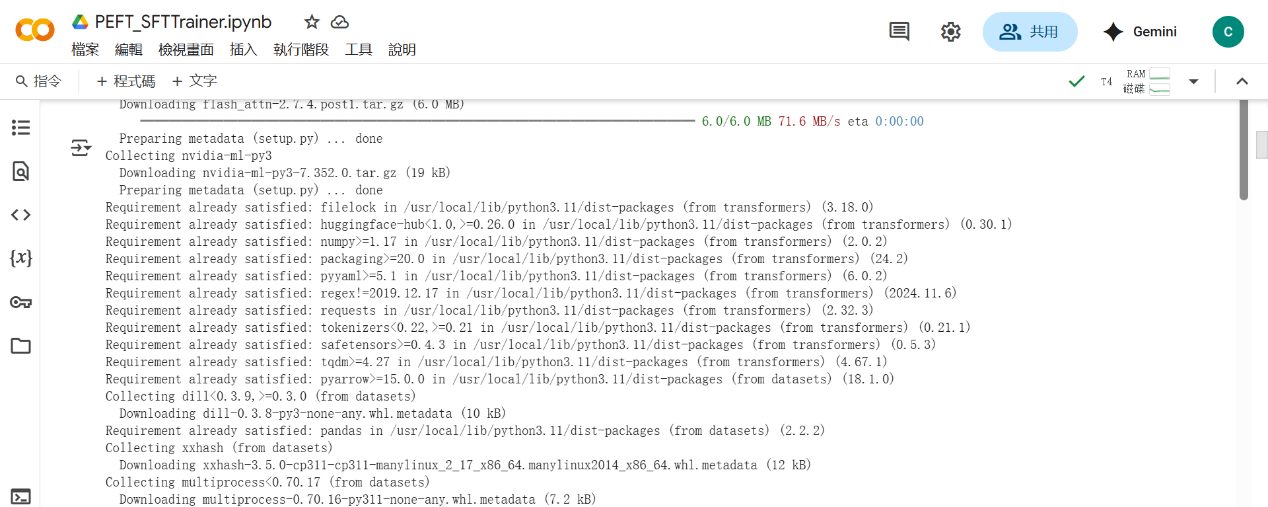 PEFT_SFTTrainer.ipynb
檔案 編輯 檢視畫面 插入 執行階段 工具 說明
共用
Gemini
C
指令 + 程式碼 + 文字
T4
RAM
磁碟
Downloading flash_attn-2.7.4.post1.tar.gz (6.0 MB)
6.0/6.0 MB 71.6 MB/s eta 0:00:00
Preparing metadata (setup.py) ... done
Collecting nvidia-ml-py3
Downloading nvidia-ml-py3-7.352.0.tar.gz (19 kB)
Preparing metadata (setup.py) ... done
Requirement already satisfied: filelock in /usr/local/lib/python3.11/dist-packages (from transformers) (3.18.0)
Requirement already satisfied: huggingface-hub<1.0,>=0.26.0 in /usr/local/lib/python3.11/dist-packages (from transformers) (0.30.1)
Requirement already satisfied: numpy>=1.17 in /usr/local/lib/python3.11/dist-packages (from transformers) (2.0.2)
Requirement already satisfied: packaging>=20.0 in /usr/local/lib/python3.11/dist-packages (from transformers) (24.2)
Requirement already satisfied: pyyaml>=5.1 in /usr/local/lib/python3.11/dist-packages (from transformers) (6.0.2)
Requirement already satisfied: regex!=2019.12.17 in /usr/local/lib/python3.11/dist-packages (from transformers) (2024.11.6)
Requirement already satisfied: requests in /usr/local/lib/python3.11/dist-packages (from transformers) (2.32.3)
Requirement already satisfied: tokenizers<0.22,>=0.21 in /usr/local/lib/python3.11/dist-packages (from transformers) (0.21.1)
Requirement already satisfied: safetensors>=0.4.3 in /usr/local/lib/python3.11/dist-packages (from transformers) (0.5.3)
Requirement already satisfied: tqdm>=4.27 in /usr/local/lib/python3.11/dist-packages (from transformers) (4.67.1)
Requirement already satisfied: pyarrow>=15.0.0 in /usr/local/lib/python3.11/dist-packages (from datasets) (18.1.0)
Collecting dill<0.3.9,>=0.3.0 (from datasets)
Downloading dill-0.3.8-py3-none-any.whl.metadata (10 kB)
Requirement already satisfied: pandas in /usr/local/lib/python3.11/dist-packages (from datasets) (2.2.2)
Collecting xxhash (from datasets)
Downloading xxhash-3.5.0-cp311-cp311-manylinux_2_17_x86_64.manylinux2014_x86_64.whl.metadata (12 kB)
Collecting multiprocess<0.70.17 (from datasets)
Downloading multiprocess-0.70.16-py311-none-any.whl.metadata (7.2 kB)